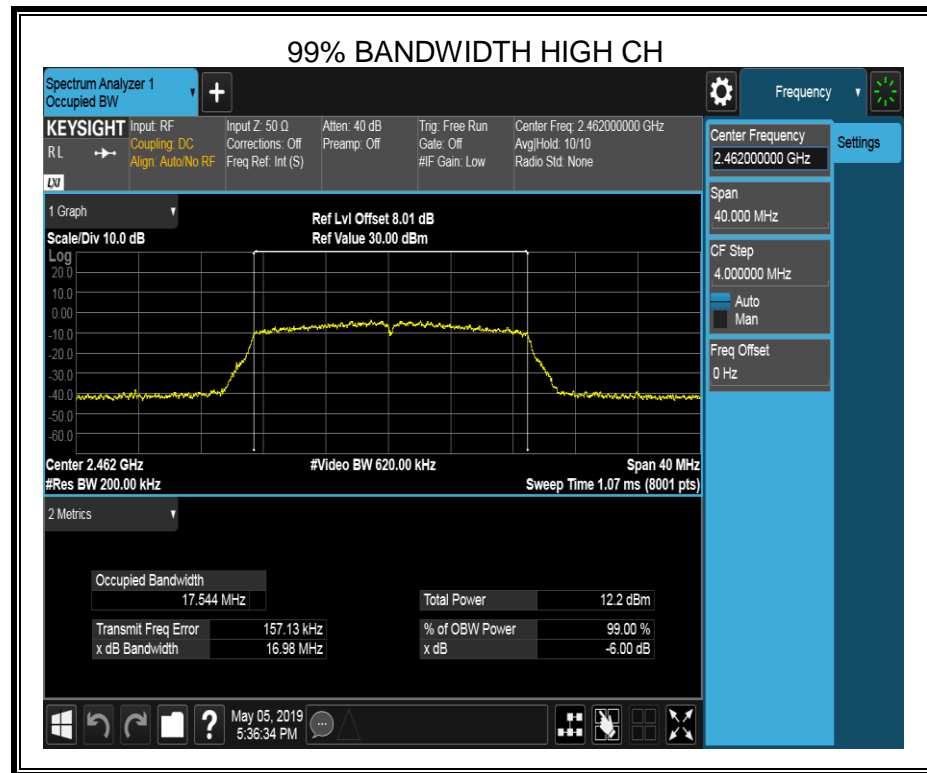 99% BANDWIDTH HIGH CH
Spectrum Analyzer 1
Occupied BW
+
Frequency
KEYSIGHT
RL
LXI
Input: RF
Coupling: DC
Align: Auto/No RF
Input Z: 50 Ω
Corrections: Off
Freq Ref: Int (S)
Atten: 40 dB
Preamp: Off
Trig: Free Run
Gate: Off
#IF Gain: Low
Center Freq: 2.462000000 GHz
Avg|Hold: 10/10
Radio Std: None
Center Frequency
2.462000000 GHz
Settings
Span
40.000 MHz
CF Step
4.000000 MHz
Auto
Man
Freq Offset
0 Hz
1 Graph
Scale/Div 10.0 dB
Ref Lvl Offset 8.01 dB
Ref Value 30.00 dBm
Log
20.0
10.0
0.00
-10.0
-20.0
-30.0
-40.0
-50.0
-60.0
Center 2.462 GHz
#Video BW 620.00 kHz
Span 40 MHz
#Res BW 200.00 kHz
Sweep Time 1.07 ms (8001 pts)
2 Metrics
Occupied Bandwidth
17.544 MHz
Total Power 12.2 dBm
Transmit Freq Error 157.13 kHz
% of OBW Power 99.00 %
x dB Bandwidth 16.98 MHz
x dB -6.00 dB
?
May 05, 2019
5:36:34 PM